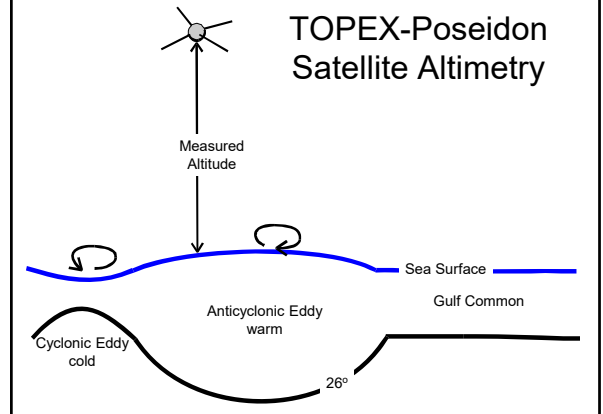 TOPEX-Poseidon
Satellite Altimetry
Measured
Altitude
Sea Surface
Gulf Common
Anticyclonic Eddy
warm
Cyclonic Eddy
cold
26º